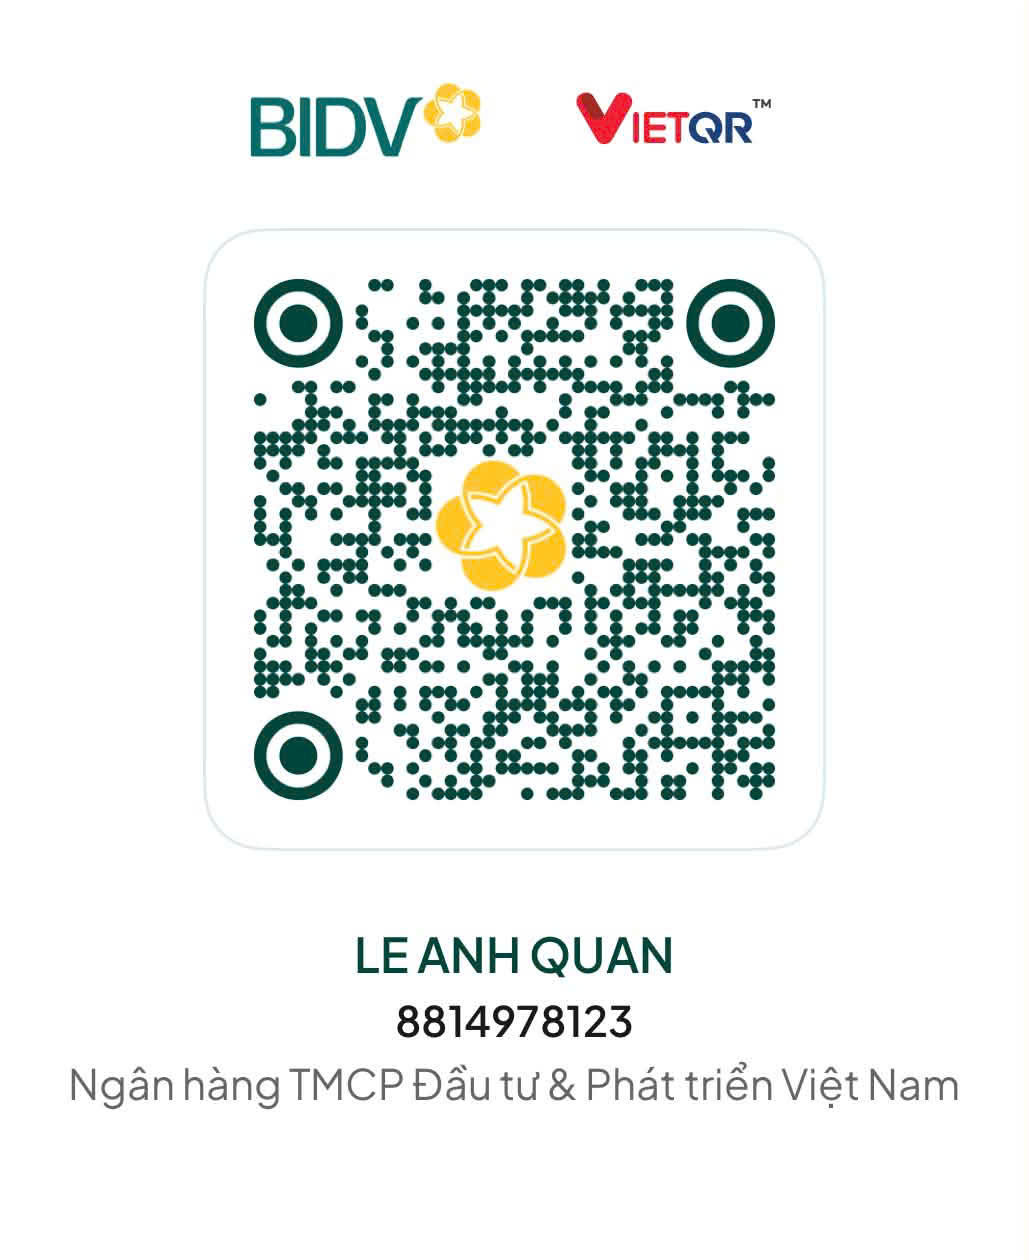 BIDV VIETQR™
LE ANH QUAN
8814978123
Ngân hàng TMCP Đầu tư & Phát triển Việt Nam